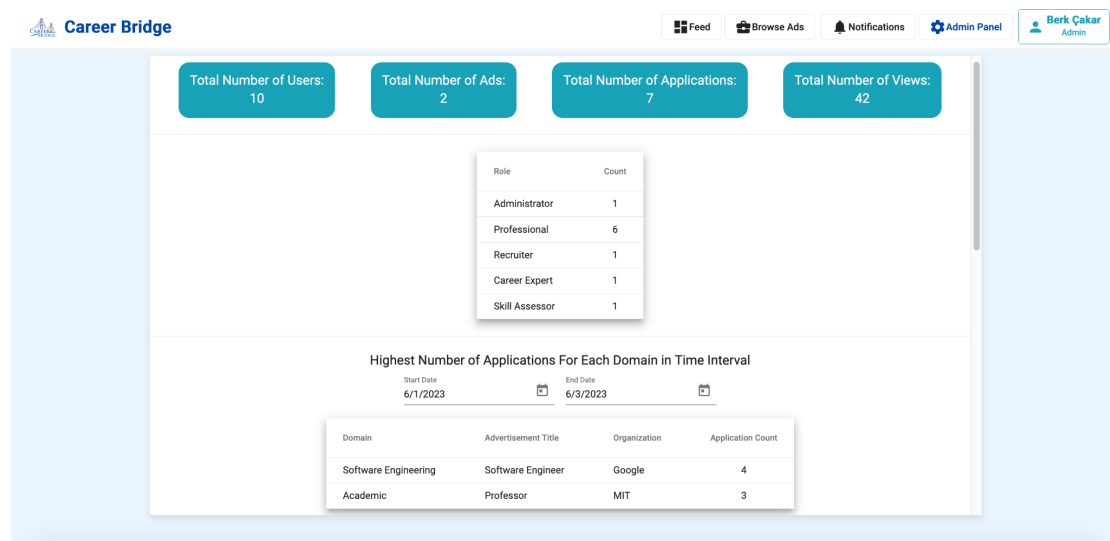 CAREER
BRIDGE
Career Bridge
Feed
Browse Ads
Notifications
Admin Panel
Berk Çakar
Admin
Total Number of Users:
10
Total Number of Ads:
2
Total Number of Applications:
7
Total Number of Views:
42
Role Count
Administrator 1
Professional 6
Recruiter 1
Career Expert 1
Skill Assessor 1
Highest Number of Applications For Each Domain in Time Interval
Start Date
6/1/2023
End Date
6/3/2023
Domain Advertisement Title Organization Application Count
Software Engineering Software Engineer Google 4
Academic Professor MIT 3